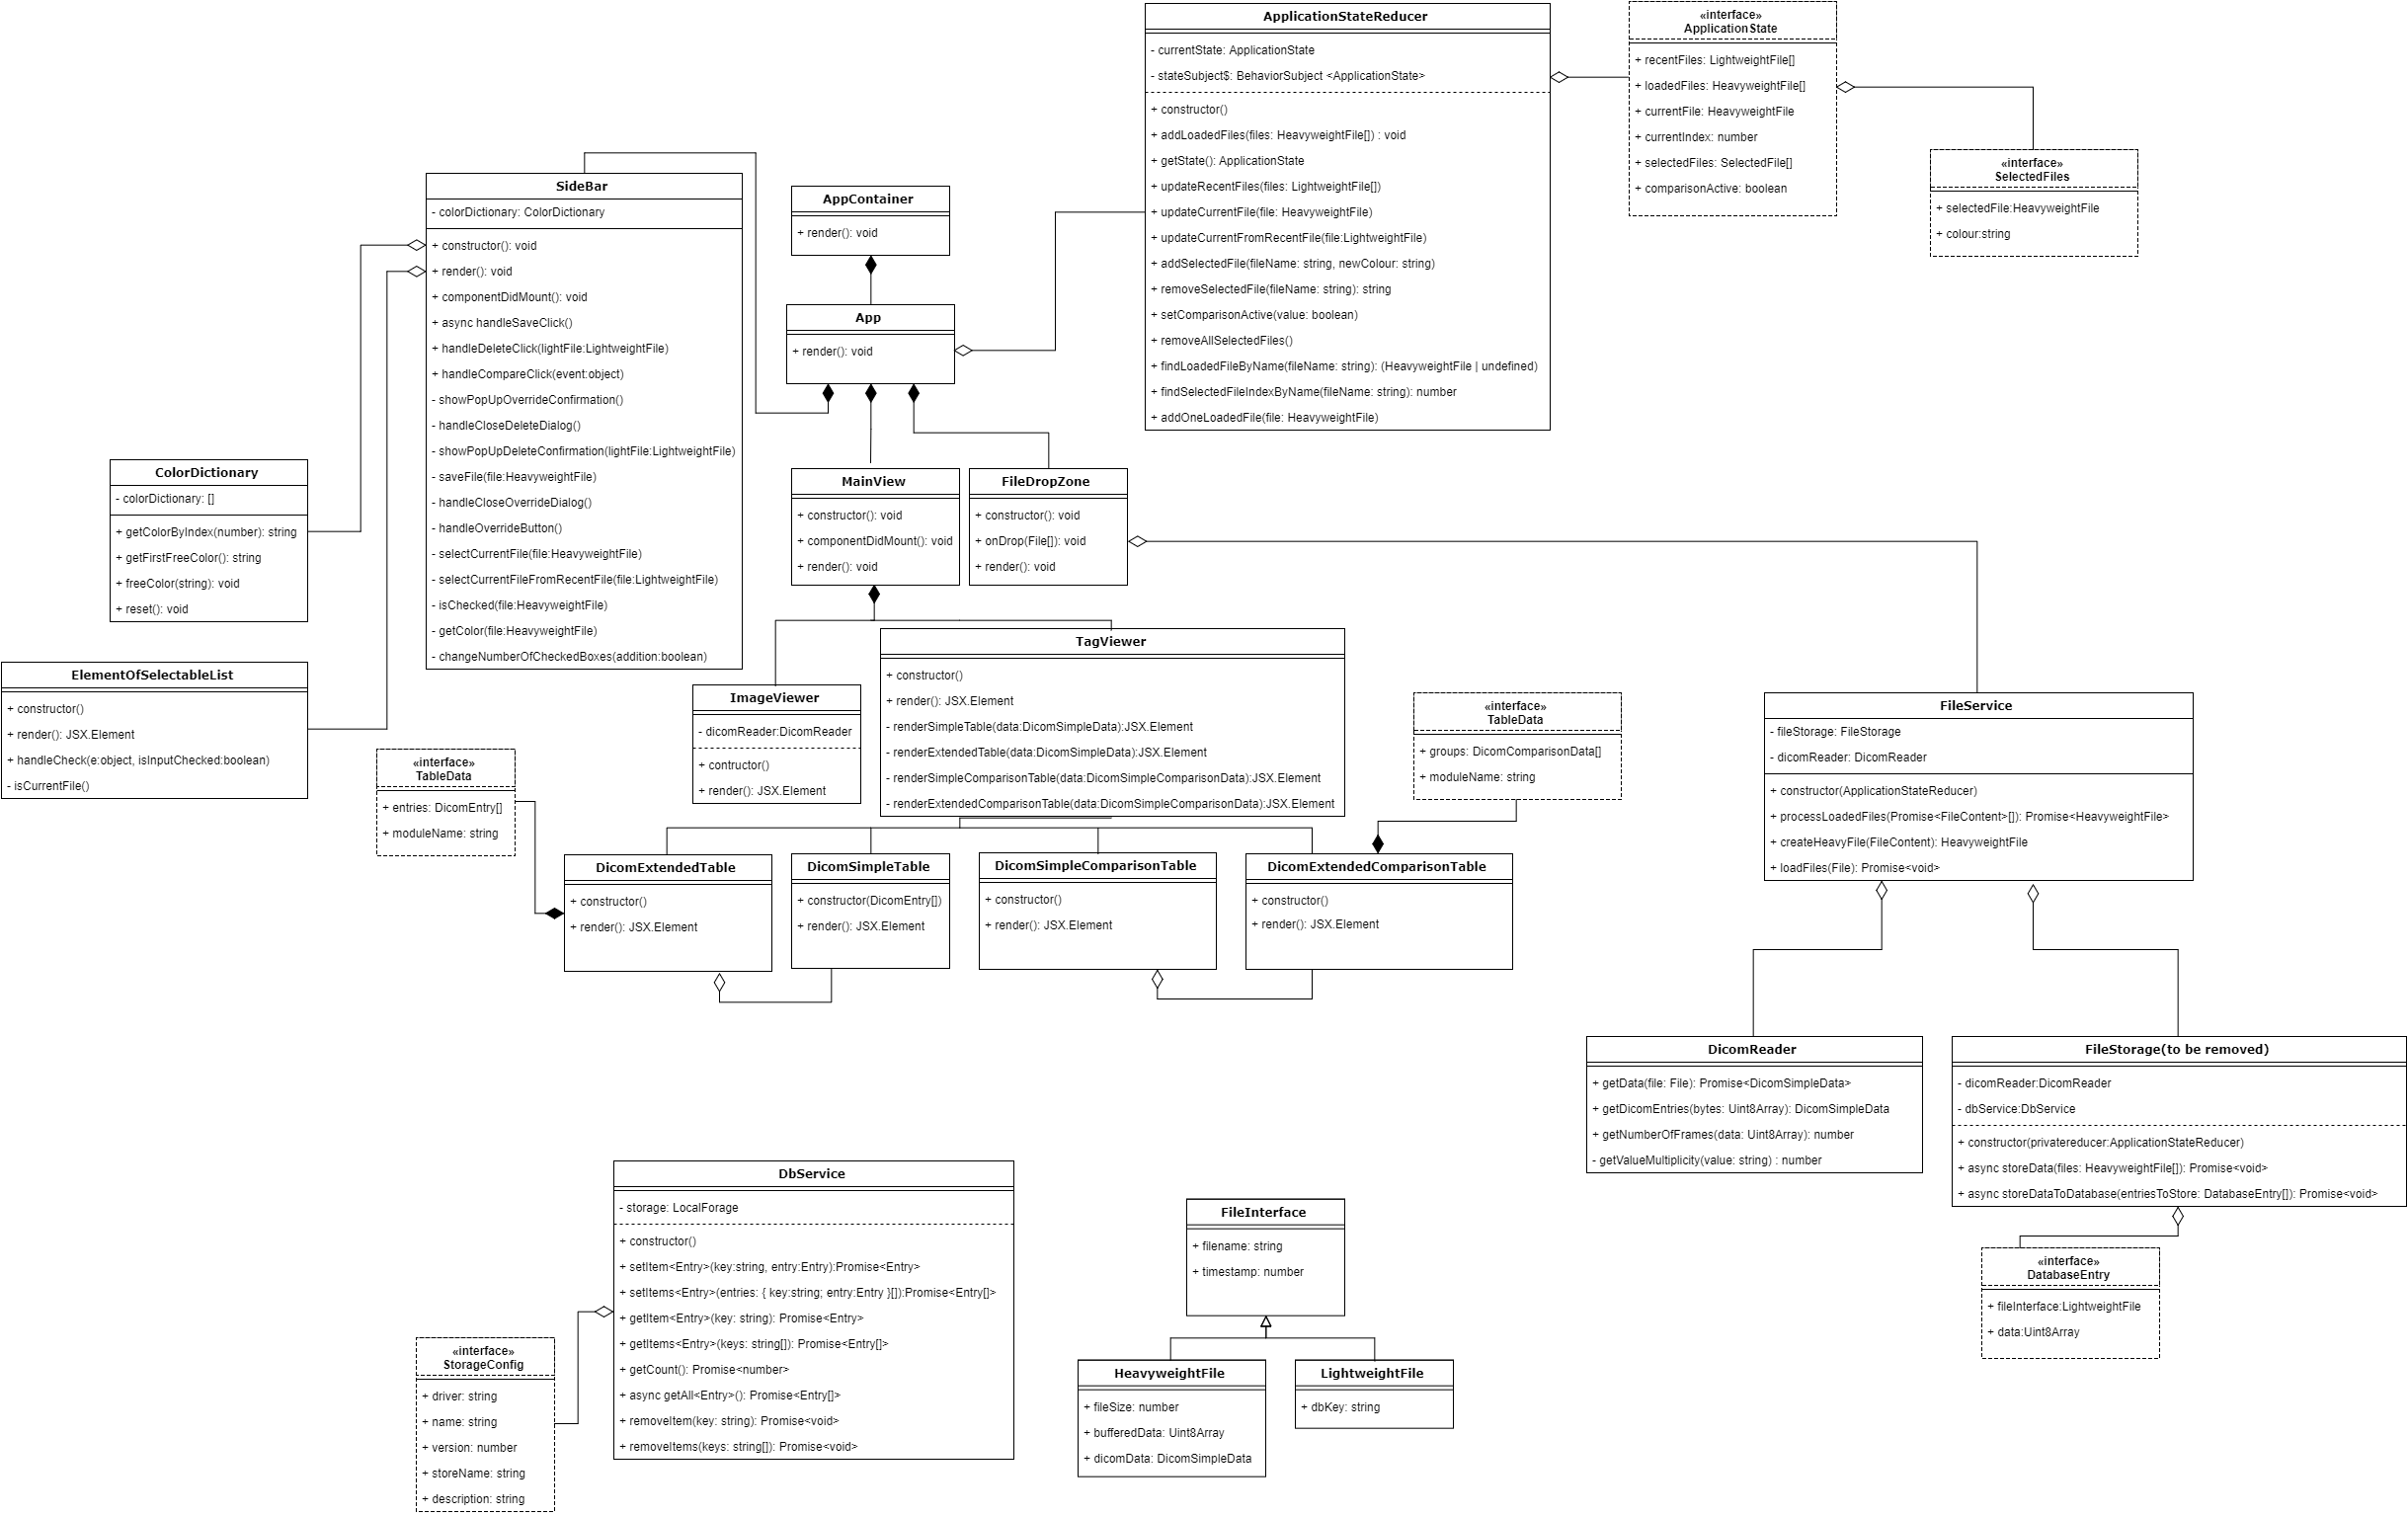 ApplicationStateReducer
- currentState: ApplicationState
- stateSubject$: BehaviorSubject <ApplicationState>
+ constructor()
+ addLoadedFiles(files: HeavyweightFile[]) : void
+ getState(): ApplicationState
+ updateRecentFiles(files: LightweightFile[])
+ updateCurrentFile(file: HeavyweightFile)
+ updateCurrentFromRecentFile(file:LightweightFile)
+ addSelectedFile(fileName: string, newColour: string)
+ removeSelectedFile(fileName: string): string
+ setComparisonActive(value: boolean)
+ removeAllSelectedFiles()
+ findLoadedFileByName(fileName: string): (HeavyweightFile | undefined)
+ findSelectedFileIndexByName(fileName: string): number
+ addOneLoadedFile(file: HeavyweightFile)
«interface»
ApplicationState
+ recentFiles: LightweightFile[]
+ loadedFiles: HeavyweightFile[]
+ currentFile: HeavyweightFile
+ currentIndex: number
+ selectedFiles: SelectedFile[]
+ comparisonActive: boolean
«interface»
SelectedFiles
+ selectedFile:HeavyweightFile
+ colour:string
SideBar
- colorDictionary: ColorDictionary
+ constructor(): void
+ render(): void
+ componentDidMount(): void
+ async handleSaveClick()
+ handleDeleteClick(lightFile:LightweightFile)
+ handleCompareClick(event:object)
- showPopUpOverrideConfirmation()
- handleCloseDeleteDialog()
- showPopUpDeleteConfirmation(lightFile:LightweightFile)
- saveFile(file:HeavyweightFile)
- handleCloseOverrideDialog()
- handleOverrideButton()
- selectCurrentFile(file:HeavyweightFile)
- selectCurrentFileFromRecentFile(file:LightweightFile)
- isChecked(file:HeavyweightFile)
- getColor(file:HeavyweightFile)
- changeNumberOfCheckedBoxes(addition:boolean)
AppContainer
+ render(): void
App
+ render(): void
ColorDictionary
- colorDictionary: []
+ getColorByIndex(number): string
+ getFirstFreeColor(): string
+ freeColor(string): void
+ reset(): void
MainView
+ constructor(): void
+ componentDidMount(): void
+ render(): void
FileDropZone
+ constructor(): void
+ onDrop(File[]): void
+ render(): void
ElementOfSelectableList
+ constructor()
+ render(): JSX.Element
+ handleCheck(e:object, isInputChecked:boolean)
- isCurrentFile()
ImageViewer
- dicomReader:DicomReader
+ contructor()
+ render(): JSX.Element
TagViewer
+ constructor()
+ render(): JSX.Element
- renderSimpleTable(data:DicomSimpleData):JSX.Element
- renderExtendedTable(data:DicomSimpleData):JSX.Element
- renderSimpleComparisonTable(data:DicomSimpleComparisonData):JSX.Element
- renderExtendedComparisonTable(data:DicomSimpleComparisonData):JSX.Element
«interface»
TableData
+ groups: DicomComparisonData[]
+ moduleName: string
FileService
- fileStorage: FileStorage
- dicomReader: DicomReader
+ constructor(ApplicationStateReducer)
+ processLoadedFiles(Promise<FileContent>[]): Promise<HeavyweightFile>
+ createHeavyFile(FileContent): HeavyweightFile
+ loadFiles(File): Promise<void>
«interface»
TableData
+ entries: DicomEntry[]
+ moduleName: string
DicomExtendedTable
+ constructor()
+ render(): JSX.Element
DicomSimpleTable
+ constructor(DicomEntry[])
+ render(): JSX.Element
DicomSimpleComparisonTable
+ constructor()
+ render(): JSX.Element
DicomExtendedComparisonTable
+ constructor()
+ render(): JSX.Element
DicomReader
+ getData(file: File): Promise<DicomSimpleData>
+ getDicomEntries(bytes: Uint8Array): DicomSimpleData
+ getNumberOfFrames(data: Uint8Array): number
- getValueMultiplicity(value: string) : number
FileStorage(to be removed)
- dicomReader:DicomReader
- dbService:DbService
+ constructor(privatereducer:ApplicationStateReducer)
+ async storeData(files: HeavyweightFile[]): Promise<void>
+ async storeDataToDatabase(entriesToStore: DatabaseEntry[]): Promise<void>
DbService
- storage: LocalForage
+ constructor()
+ setItem<Entry>(key:string, entry:Entry):Promise<Entry>
+ setItems<Entry>(entries: { key:string; entry:Entry }[]):Promise<Entry[]>
+ getItem<Entry>(key: string): Promise<Entry>
+ getItems<Entry>(keys: string[]): Promise<Entry[]>
+ getCount(): Promise<number>
+ async getAll<Entry>(): Promise<Entry[]>
+ removeItem(key: string): Promise<void>
+ removeItems(keys: string[]): Promise<void>
FileInterface
+ filename: string
+ timestamp: number
«interface»
DatabaseEntry
+ fileInterface:LightweightFile
+ data:Uint8Array
«interface»
StorageConfig
+ driver: string
+ name: string
+ version: number
+ storeName: string
+ description: string
HeavyweightFile
+ fileSize: number
+ bufferedData: Uint8Array
+ dicomData: DicomSimpleData
LightweightFile
+ dbKey: string